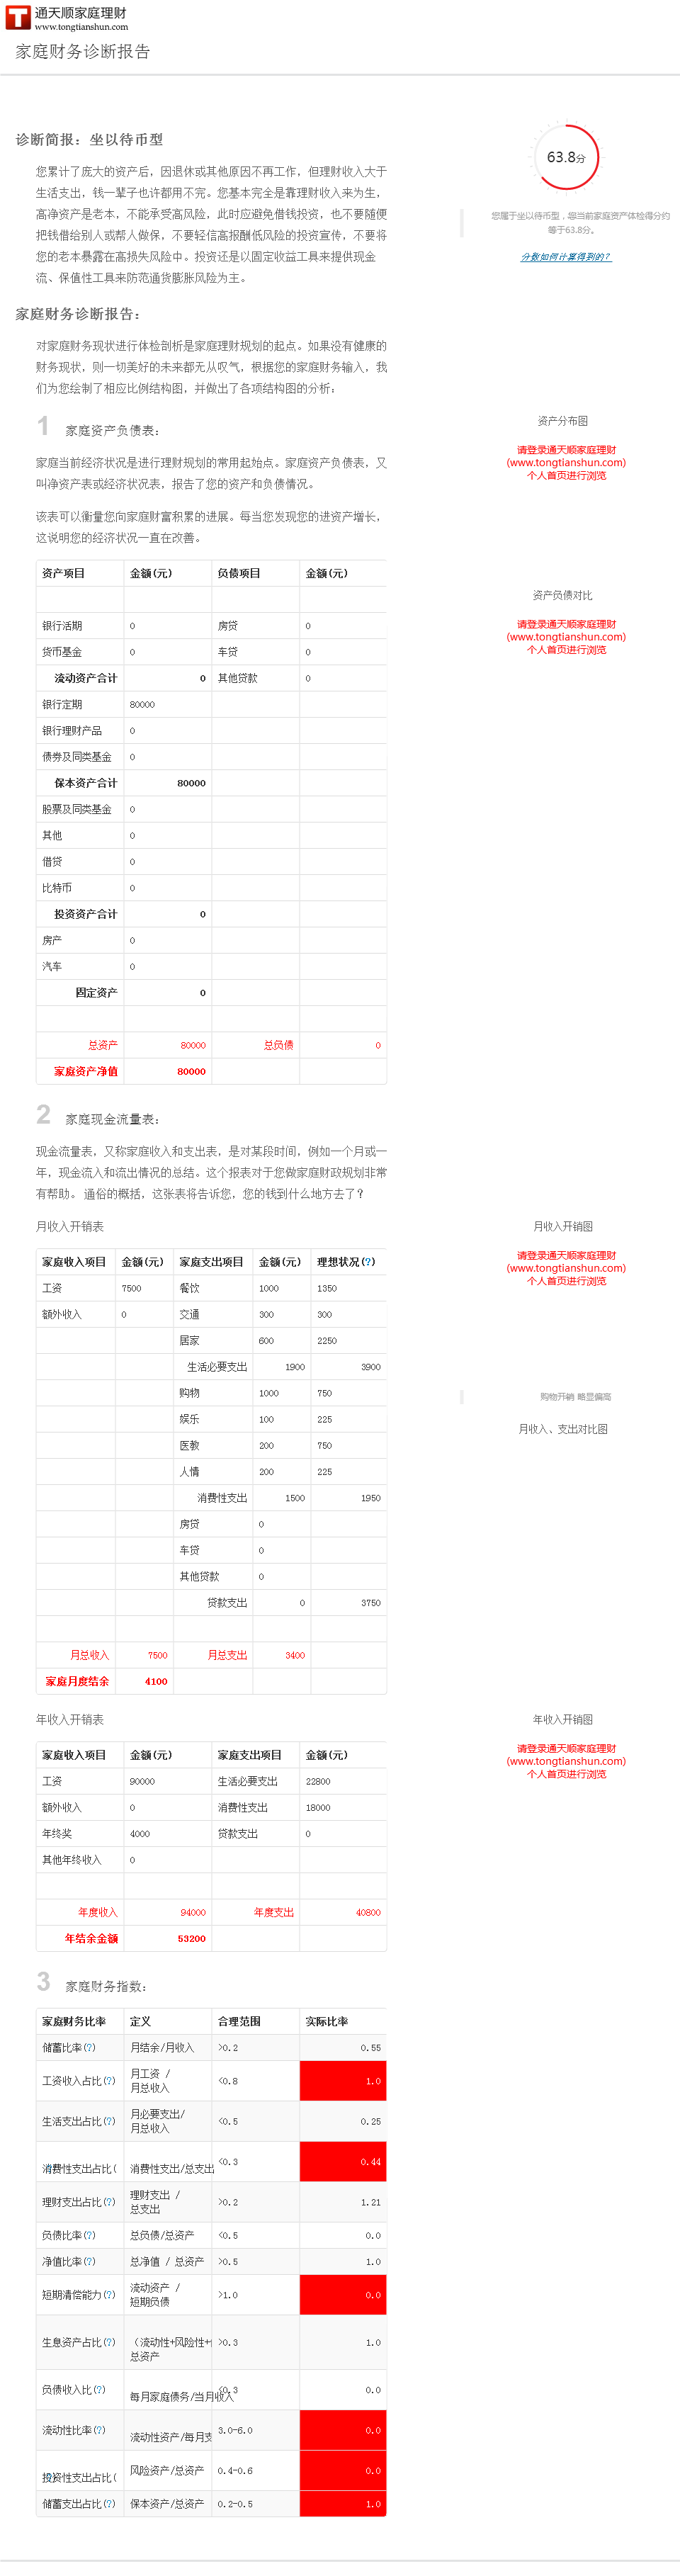 通天顺家庭理财
www.tongtianshun.com
家庭财务诊断报告
诊断简报：坐以待币型
您累计了庞大的资产后，因退休或其他原因不再工作，但理财收入大于
生活支出，钱一辈子也许都用不完。您基本完全是靠理财收入来为生，
高净资产是老本，不能承受高风险，此时应避免借钱投资，也不要随便
把钱借给别人或帮人做保，不要轻信高报酬低风险的投资宣传，不要将
您的老本暴露在高损失风险中。投资还是以固定收益工具来提供现金
流、保值性工具来防范通货膨胀风险为主。
63.8分
您属于坐以待币型，您当前家庭资产体检得分约
等于63.8分。
分数如何计算得到的？
家庭财务诊断报告：
对家庭财务现状进行体检剖析是家庭理财规划的起点。如果没有健康的
财务现状，则一切美好的未来都无从叹气，根据您的家庭财务输入，我
们为您绘制了相应比例结构图，并做出了各项结构图的分析：
1 家庭资产负债表：
家庭当前经济状况是进行理财规划的常用起始点。家庭资产负债表，又
叫净资产表或经济状况表，报告了您的资产和负债情况。
该表可以衡量您向家庭财富积累的进展。每当您发现您的进资产增长，
这说明您的经济状况一直在改善。
资产分布图
请登录通天顺家庭理财
(www.tongtianshun.com)
个人首页进行浏览
资产负债对比
请登录通天顺家庭理财
(www.tongtianshun.com)
个人首页进行浏览
资产项目 金额(元) 负债项目 金额(元)
银行活期 0 房贷 0
货币基金 0 车贷 0
流动资产合计 0 其他贷款 0
银行定期 80000
银行理财产品 0
债券及同类基金 0
保本资产合计 80000
股票及同类基金 0
其他 0
借贷 0
比特币 0
投资资产合计 0
房产 0
汽车 0
固定资产 0
总资产 80000 总负债 0
家庭资产净值 80000
2 家庭现金流量表：
现金流量表，又称家庭收入和支出表，是对某段时间，例如一个月或一
年，现金流入和流出情况的总结。这个报表对于您做家庭财政规划非常
有帮助。 通俗的概括，这张表将告诉您，您的钱到什么地方去了？
月收入开销表
月收入开销图
请登录通天顺家庭理财
(www.tongtianshun.com)
个人首页进行浏览
购物开销 略显偏高
月收入、支出对比图
家庭收入项目 金额(元) 家庭支出项目 金额(元) 理想状况(?)
工资 7500 餐饮 1000 1350
额外收入 0 交通 300 300
居家 600 2250
生活必要支出 1900 3900
购物 1000 750
娱乐 100 225
医教 200 750
人情 200 225
消费性支出 1500 1950
房贷 0
车贷 0
其他贷款 0
贷款支出 0 3750
月总收入 7500 月总支出 3400
家庭月度结余 4100
年收入开销表
年收入开销图
请登录通天顺家庭理财
(www.tongtianshun.com)
个人首页进行浏览
家庭收入项目 金额(元) 家庭支出项目 金额(元)
工资 90000 生活必要支出 22800
额外收入 0 消费性支出 18000
年终奖 4000 贷款支出 0
其他年终收入 0
年度收入 94000 年度支出 40800
年结余金额 53200
3 家庭财务指数：
家庭财务比率 定义 合理范围 实际比率
储蓄比率(?) 月结余/月收入 >0.2 0.55
工资收入占比(?) 月工资 /
月总收入 <0.8 1.0
生活支出占比(?) 月必要支出/
月总收入 <0.5 0.25
消费性支出占比( 消费性支出/总支出 <0.3 0.44
理财支出占比(?) 理财支出 /
总支出 >0.2 1.21
负债比率(?) 总负债/总资产 <0.5 0.0
净值比率(?) 总净值 / 总资产 >0.5 1.0
短期清偿能力(?) 流动资产 /
短期负债 >1.0 0.0
生息资产占比(?) （流动性+风险性+
总资产 >0.3 1.0
负债收入比(?) 每月家庭债务/当月收入 <0.3 0.0
流动性比率(?) 流动性资产/每月支 3.0-6.0 0.0
投资性支出占比( 风险资产/总资产 0.4-0.6 0.0
储蓄支出占比(?) 保本资产/总资产 0.2-0.5 1.0